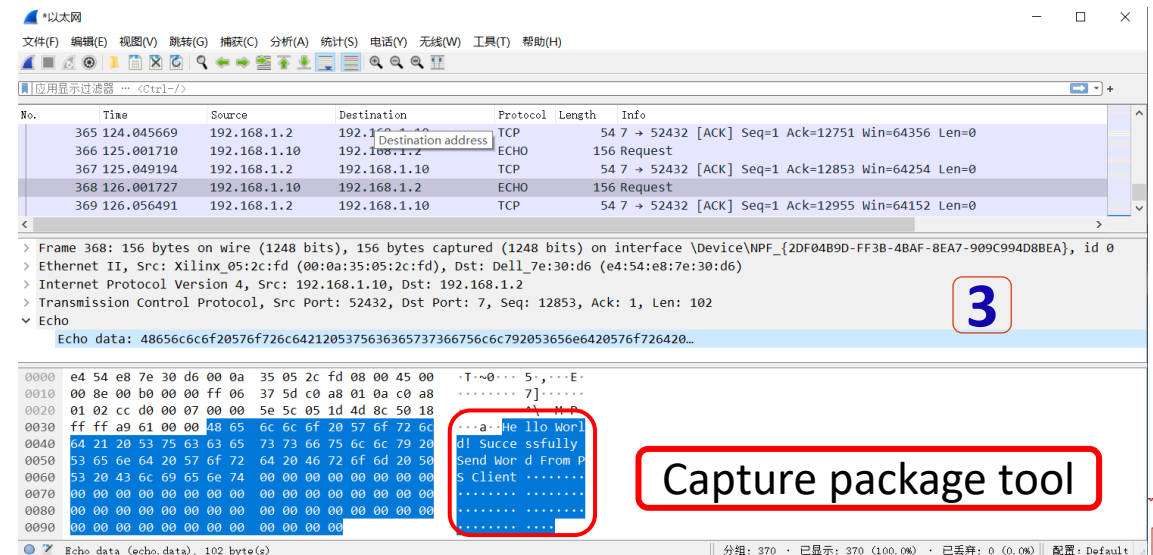 *以太网
文件(F) 编辑(E) 视图(V) 跳转(G) 捕获(C) 分析(A) 统计(S) 电话(Y) 无线(W) 工具(T) 帮助(H)
应用显示过滤器 … <Ctrl-/>
No. Time Source Destination Protocol Length Info
365 124.045669 192.168.1.2 192.168.1.10 TCP 54 7 → 52432 [ACK] Seq=1 Ack=12751 Win=64356 Len=0
Destination address
366 125.001710 192.168.1.10 192.168.1.2 ECHO 156 Request
367 125.049194 192.168.1.2 192.168.1.10 TCP 54 7 → 52432 [ACK] Seq=1 Ack=12853 Win=64254 Len=0
368 126.001727 192.168.1.10 192.168.1.2 ECHO 156 Request
369 126.056491 192.168.1.2 192.168.1.10 TCP 54 7 → 52432 [ACK] Seq=1 Ack=12955 Win=64152 Len=0
> Frame 368: 156 bytes on wire (1248 bits), 156 bytes captured (1248 bits) on interface \Device\NPF_{2DF04B9D-FF3B-4BAF-8EA7-909C994D8BEA}, id 0
> Ethernet II, Src: Xilinx_05:2c:fd (00:0a:35:05:2c:fd), Dst: Dell_7e:30:d6 (e4:54:e8:7e:30:d6)
> Internet Protocol Version 4, Src: 192.168.1.10, Dst: 192.168.1.2
> Transmission Control Protocol, Src Port: 52432, Dst Port: 7, Seq: 12853, Ack: 1, Len: 102
Echo
Echo data: 48656c6c6f20576f726c642120537563636573736675 6c6c792053656e6420576f726420…
3
0000 e4 54 e8 7e 30 d6 00 0a 35 05 2c fd 08 00 45 00 ·T·~0··· 5·,···E·
0010 00 8e 00 b0 00 00 ff 06 37 5d c0 a8 01 0a c0 a8 ········ 7]······
0020 01 02 cc d0 00 07 00 00 5e 5c 05 1d 4d 8c 50 18
0030 ff ff a9 61 00 00 48 65 6c 6c 6f 20 57 6f 72 6c ···a··He llo Worl
0040 64 21 20 53 75 63 63 65 73 73 66 75 6c 6c 79 20 d! Succe ssfully
0050 53 65 6e 64 20 57 6f 72 64 20 46 72 6f 6d 20 50 Send Wor d From P
0060 53 20 43 6c 69 65 6e 74 00 00 00 00 00 00 00 00 S Client ········
0070 00 00 00 00 00 00 00 00 00 00 00 00 00 00 00 00 ········ ········
0080 00 00 00 00 00 00 00 00 00 00 00 00 00 00 00 00 ········ ········
0090 00 00 00 00 00 00 00 00 00 00 00 00 ········ ····
Capture package tool
Echo data (echo.data), 102 byte(s) 分组: 370 · 已显示: 370 (100.0%) · 已丢弃: 0 (0.0%) 配置: Default